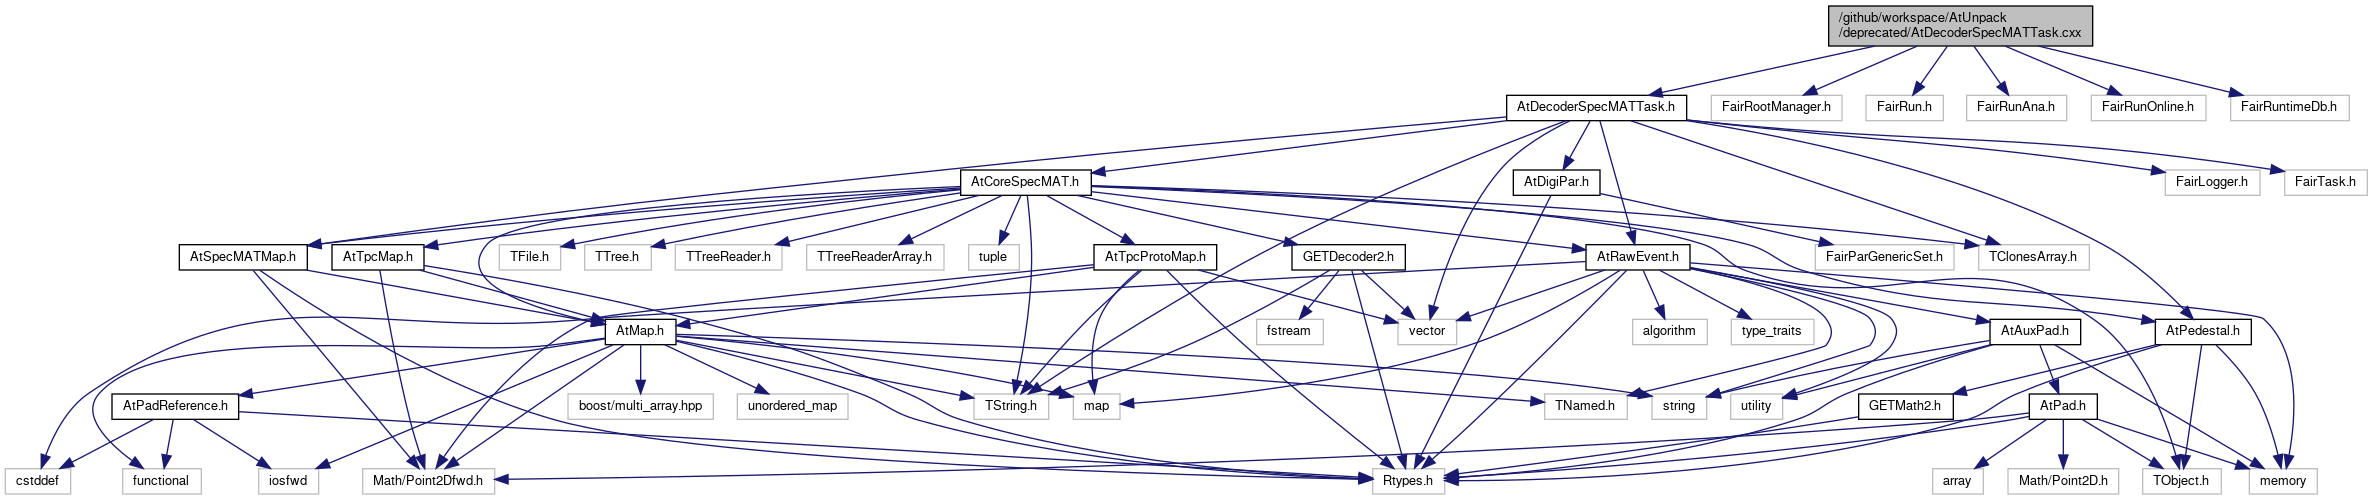 /github/workspace/AtUnpack
/deprecated/AtDecoderSpecMATTask.cxx
AtDecoderSpecMATTask.h
FairRootManager.h
FairRun.h
FairRunAna.h
FairRunOnline.h
FairRuntimeDb.h
AtCoreSpecMAT.h
AtDigiPar.h
FairLogger.h
FairTask.h
AtSpecMATMap.h
AtTpcMap.h
TFile.h
TTree.h
TTreeReader.h
TTreeReaderArray.h
tuple
AtTpcProtoMap.h
GETDecoder2.h
AtRawEvent.h
FairParGenericSet.h
TClonesArray.h
AtMap.h
fstream
vector
algorithm
type_traits
AtAuxPad.h
AtPedestal.h
AtPadReference.h
boost/multi_array.hpp
unordered_map
TString.h
map
TNamed.h
string
utility
GETMath2.h
AtPad.h
cstddef
functional
iosfwd
Math/Point2Dfwd.h
Rtypes.h
array
Math/Point2D.h
TObject.h
memory